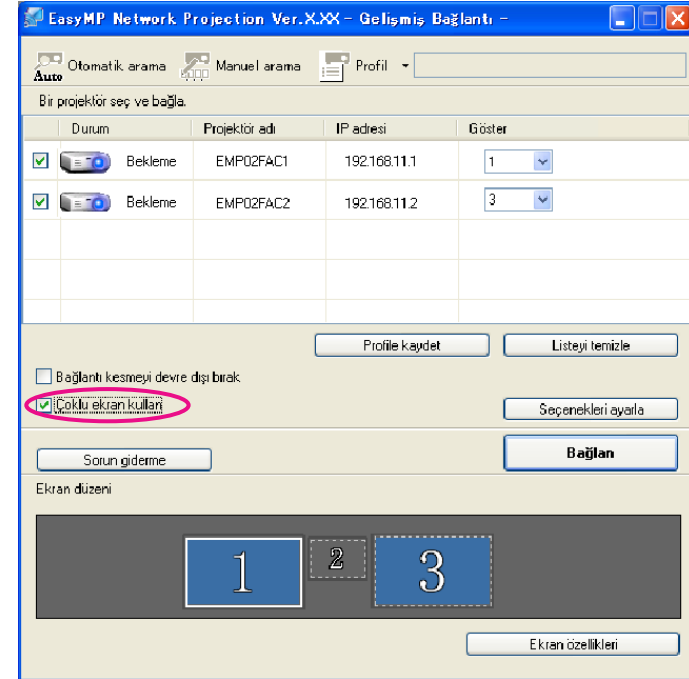 EasyMP Network Projection Ver.X.XX - Gelişmiş Bağlantı -
Auto Otomatik arama Manuel arama Profil
Bir projektör seç ve bağla.
Durum Projektör adı IP adresi Göster
Bekleme EMP02FAC1 192.168.11.1 1
Bekleme EMP02FAC2 192.168.11.2 3
Profile kaydet Listeyi temizle
Bağlantı kesmeyi devre dışı bırak
Çoklu ekran kullan
Seçenekleri ayarla
Sorun giderme Bağlan
Ekran düzeni
1 2 3
Ekran özellikleri